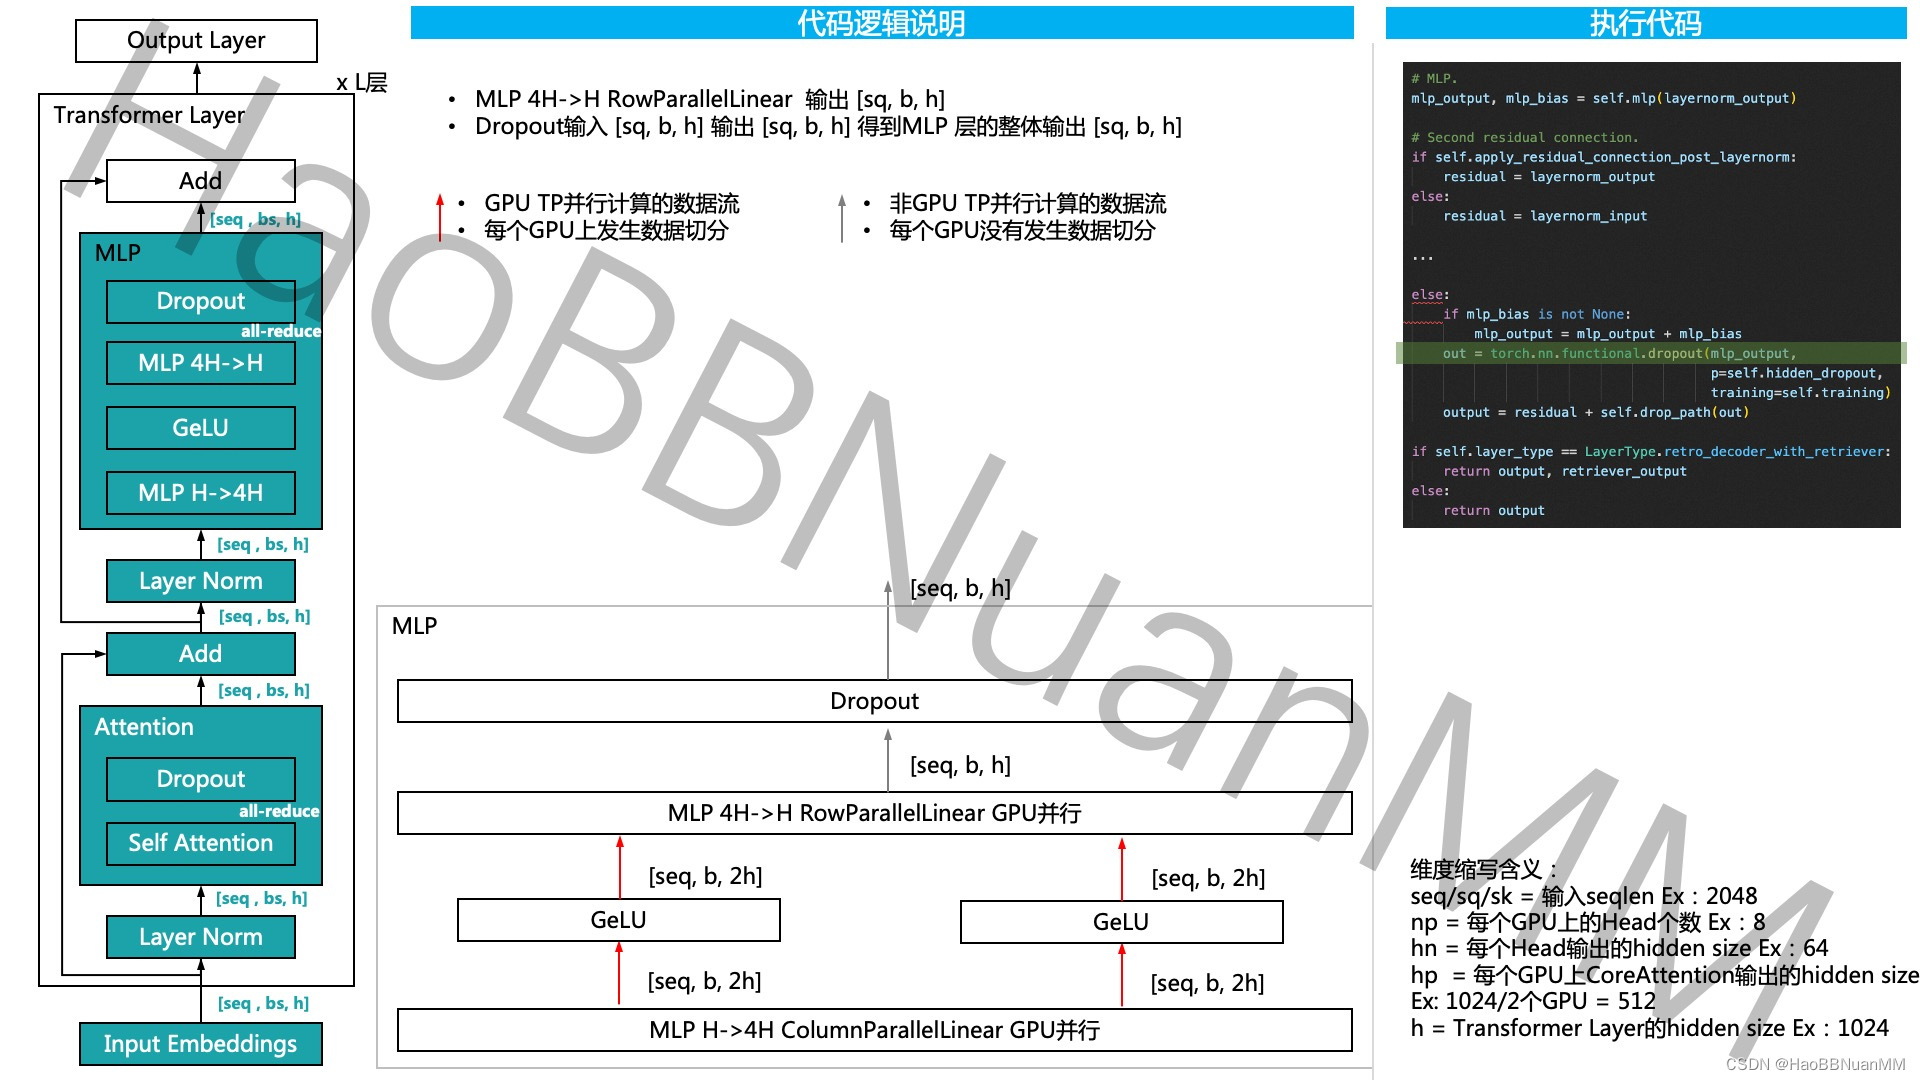 Output Layer
x L层
Transformer Layer
Add
[seq , bs, h]
MLP
Dropout
all-reduce
MLP 4H->H
GeLU
MLP H->4H
[seq , bs, h]
Layer Norm
[seq , bs, h]
Add
[seq , bs, h]
Attention
Dropout
all-reduce
Self Attention
[seq , bs, h]
Layer Norm
[seq , bs, h]
Input Embeddings
代码逻辑说明
• MLP 4H->H RowParallelLinear 输出 [sq, b, h]
• Dropout输入 [sq, b, h] 输出 [sq, b, h] 得到MLP 层的整体输出 [sq, b, h]
• GPU TP并行计算的数据流
• 每个GPU上发生数据切分
• 非GPU TP并行计算的数据流
• 每个GPU没有发生数据切分
[seq, b, h]
MLP
Dropout
[seq, b, h]
MLP 4H->H RowParallelLinear GPU并行
[seq, b, 2h]
[seq, b, 2h]
GeLU
GeLU
[seq, b, 2h]
[seq, b, 2h]
MLP H->4H ColumnParallelLinear GPU并行
执行代码
# MLP.
mlp_output, mlp_bias = self.mlp(layernorm_output)
# Second residual connection.
if self.apply_residual_connection_post_layernorm:
residual = layernorm_output
else:
residual = layernorm_input
...
else:
if mlp_bias is not None:
mlp_output = mlp_output + mlp_bias
out = torch.nn.functional.dropout(mlp_output,
p=self.hidden_dropout,
training=self.training)
output = residual + self.drop_path(out)
if self.layer_type == LayerType.retro_decoder_with_retriever:
return output, retriever_output
else:
return output
维度缩写含义：
seq/sq/sk = 输入seqlen Ex：2048
np = 每个GPU上的Head个数 Ex：8
hn = 每个Head输出的hidden size Ex：64
hp = 每个GPU上CoreAttention输出的hidden size
Ex: 1024/2个GPU = 512
h = Transformer Layer的hidden size Ex：1024
HaoBBNuanMM
CSDN @HaoBBNuanMM